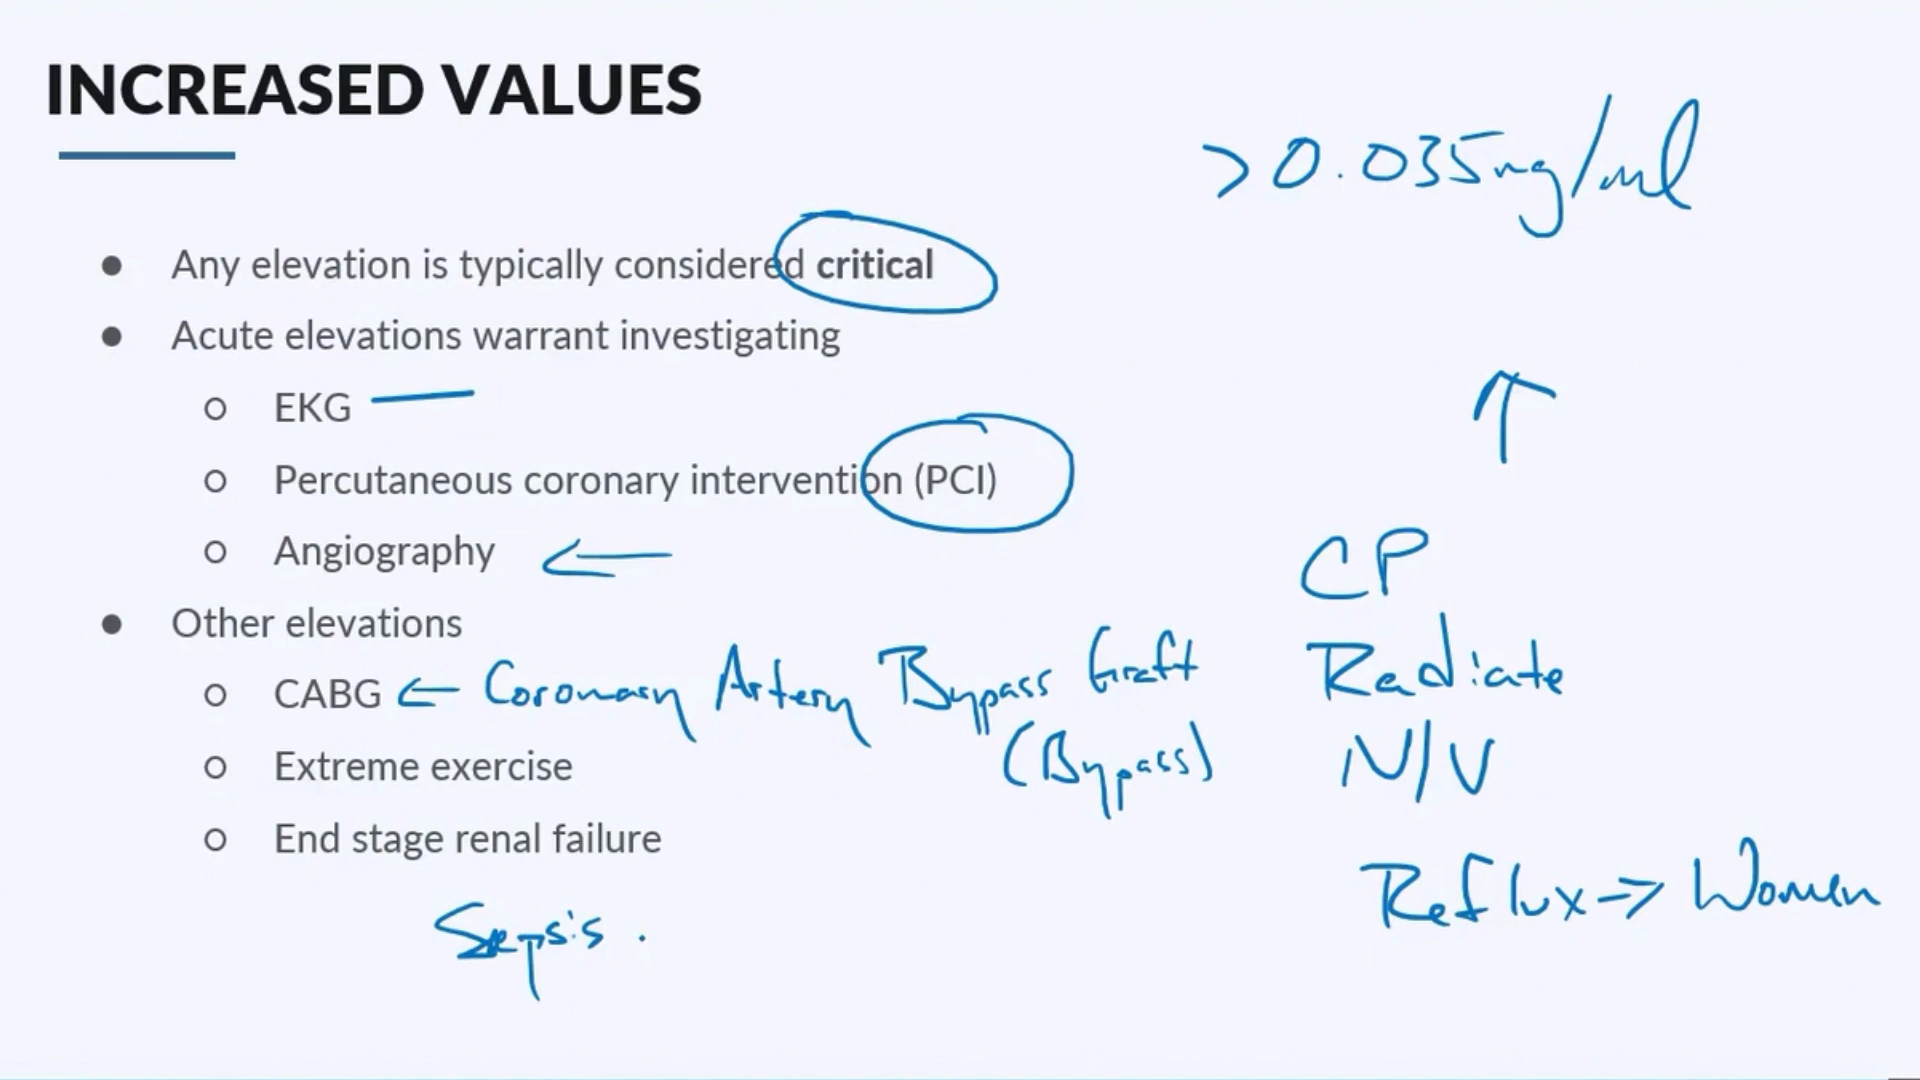 INCREASED VALUES
>0.035ng/ml
● Any elevation is typically considered critical
● Acute elevations warrant investigating
○ EKG
○ Percutaneous coronary intervention (PCI)
○ Angiography
● Other elevations
○ CABG ← Coronary Artery Bypass Graft
(Bypass)
○ Extreme exercise
○ End stage renal failure
Sepsis.
↑
CP
Radiate
N/V
Reflux → Women